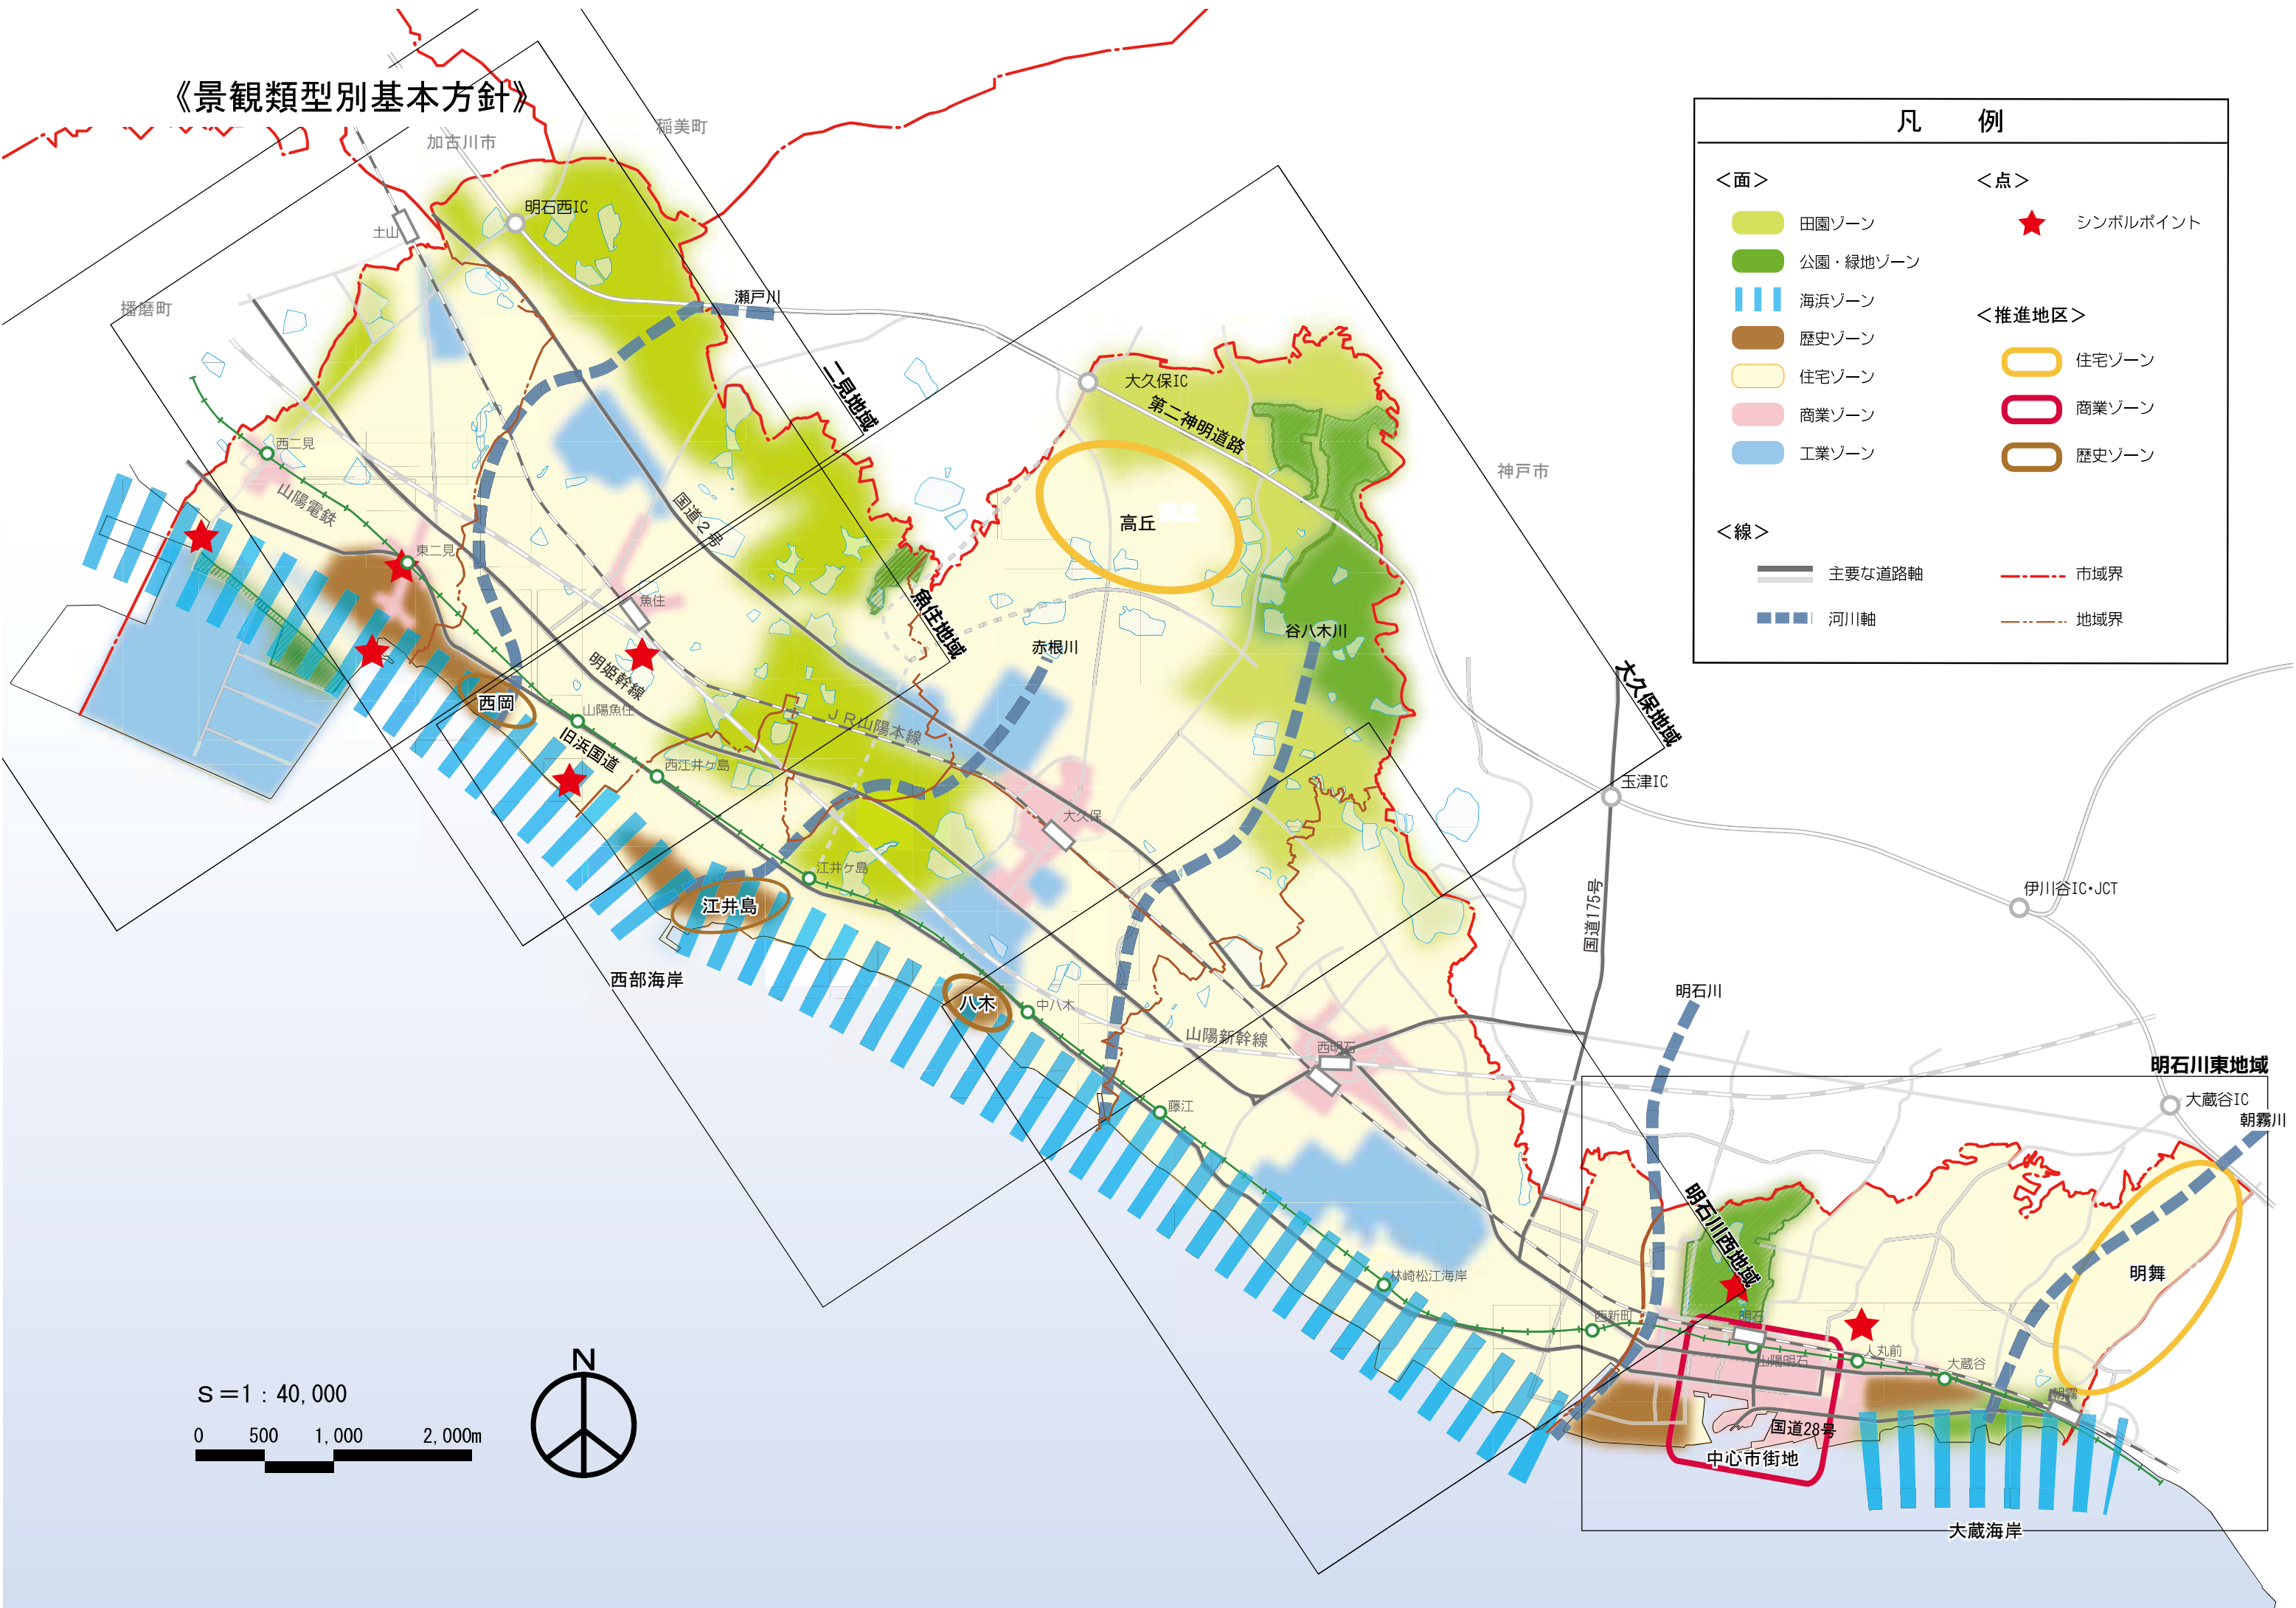 《景観類型別基本方針》
加古川市
稲美町
播磨町
神戸市
明石西IC
土山
瀬戸川
二見地域
大久保IC
第二神明道路
高丘
西二見
山陽電鉄
東二見
国道2号
魚住
魚住地域
谷八木川
赤根川
明姫幹線
西岡
山陽魚住
旧浜国道
JR山陽本線
西江井ヶ島
大久保地域
玉津IC
大久保
江井ヶ島
江井島
西部海岸
国道175号
伊川谷IC・JCT
八木
中八木
明石川
山陽新幹線
西明石
明石川東地域
大蔵谷IC
朝霧川
藤江
明石川西地域
明舞
林崎松江海岸
西新町
明石
山陽明石
人丸前
大蔵谷
朝霧
国道28号
中心市街地
大蔵海岸
凡 例
<面>
田園ゾーン
公園・緑地ゾーン
海浜ゾーン
歴史ゾーン
住宅ゾーン
商業ゾーン
工業ゾーン
<点>
シンボルポイント
<推進地区>
住宅ゾーン
商業ゾーン
歴史ゾーン
<線>
主要な道路軸
河川軸
市域界
地域界
S=1:40,000
0 500 1,000 2,000m
N